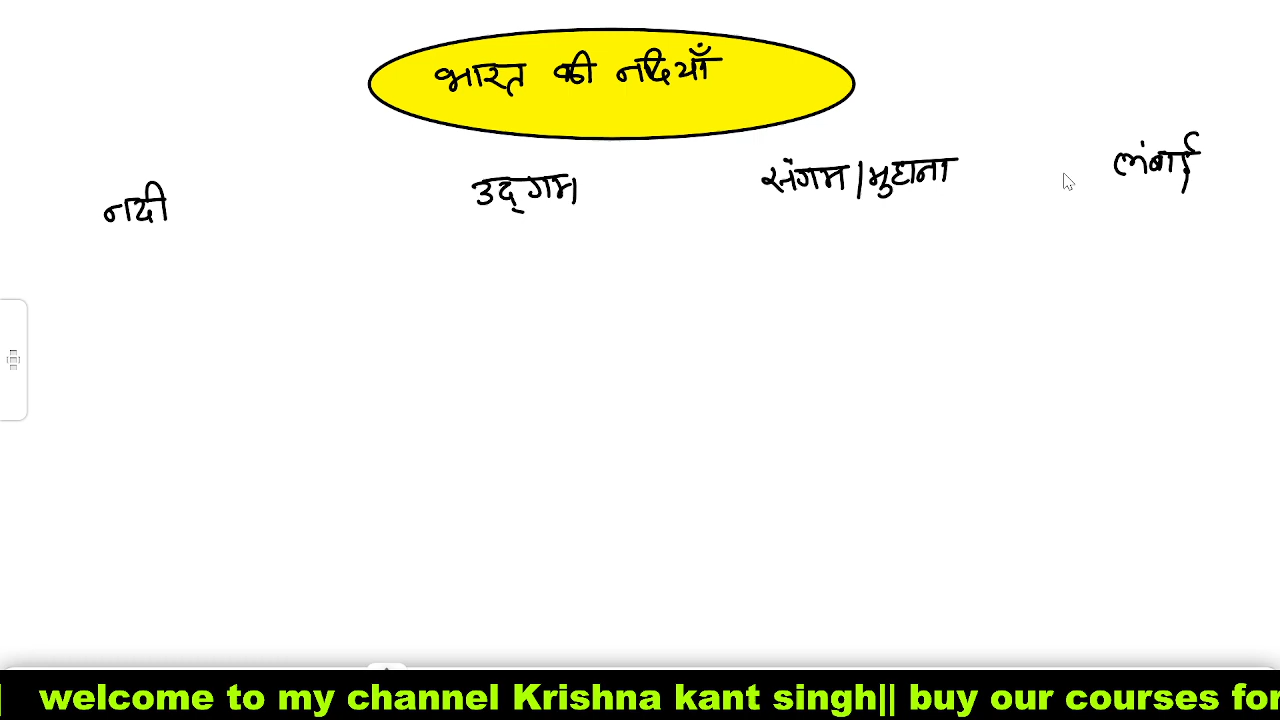 भारत की नदियाँ
नदी उद्गम संगम/मुहाना लंबाई
| welcome to my channel Krishna kant singh|| buy our courses for